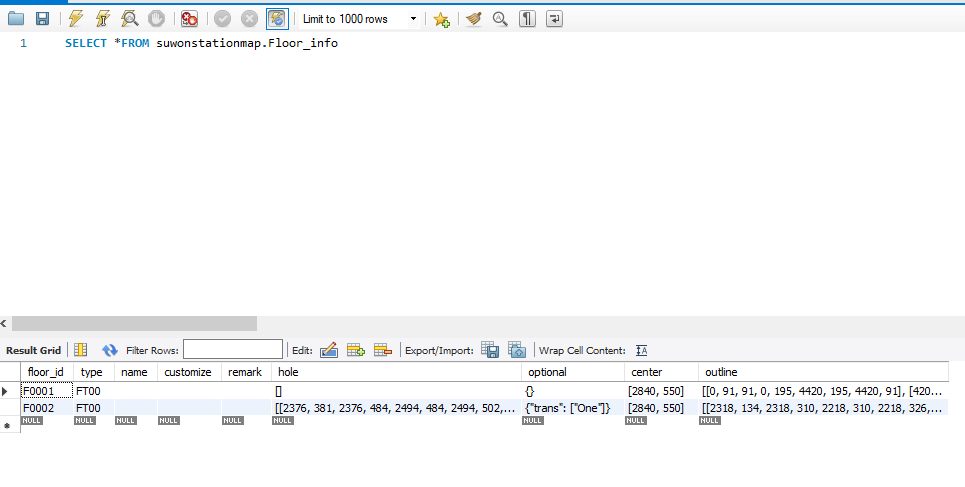 Limit to 1000 rows
1 SELECT *FROM suwonstationmap.Floor_info
Result Grid Filter Rows: Edit: Export/Import: Wrap Cell Content: IA
floor_id type name customize remark hole optional center outline
F0001 FT00 [] {} [2840, 550] [[0, 91, 91, 0, 195, 4420, 195, 4420, 91], [420...
F0002 FT00 [[2376, 381, 2376, 484, 2494, 484, 2494, 502,... {"trans": ["One"]} [2840, 550] [[2318, 134, 2318, 310, 2218, 310, 2218, 326,...
NULL NULL NULL NULL NULL NULL NULL NULL NULL